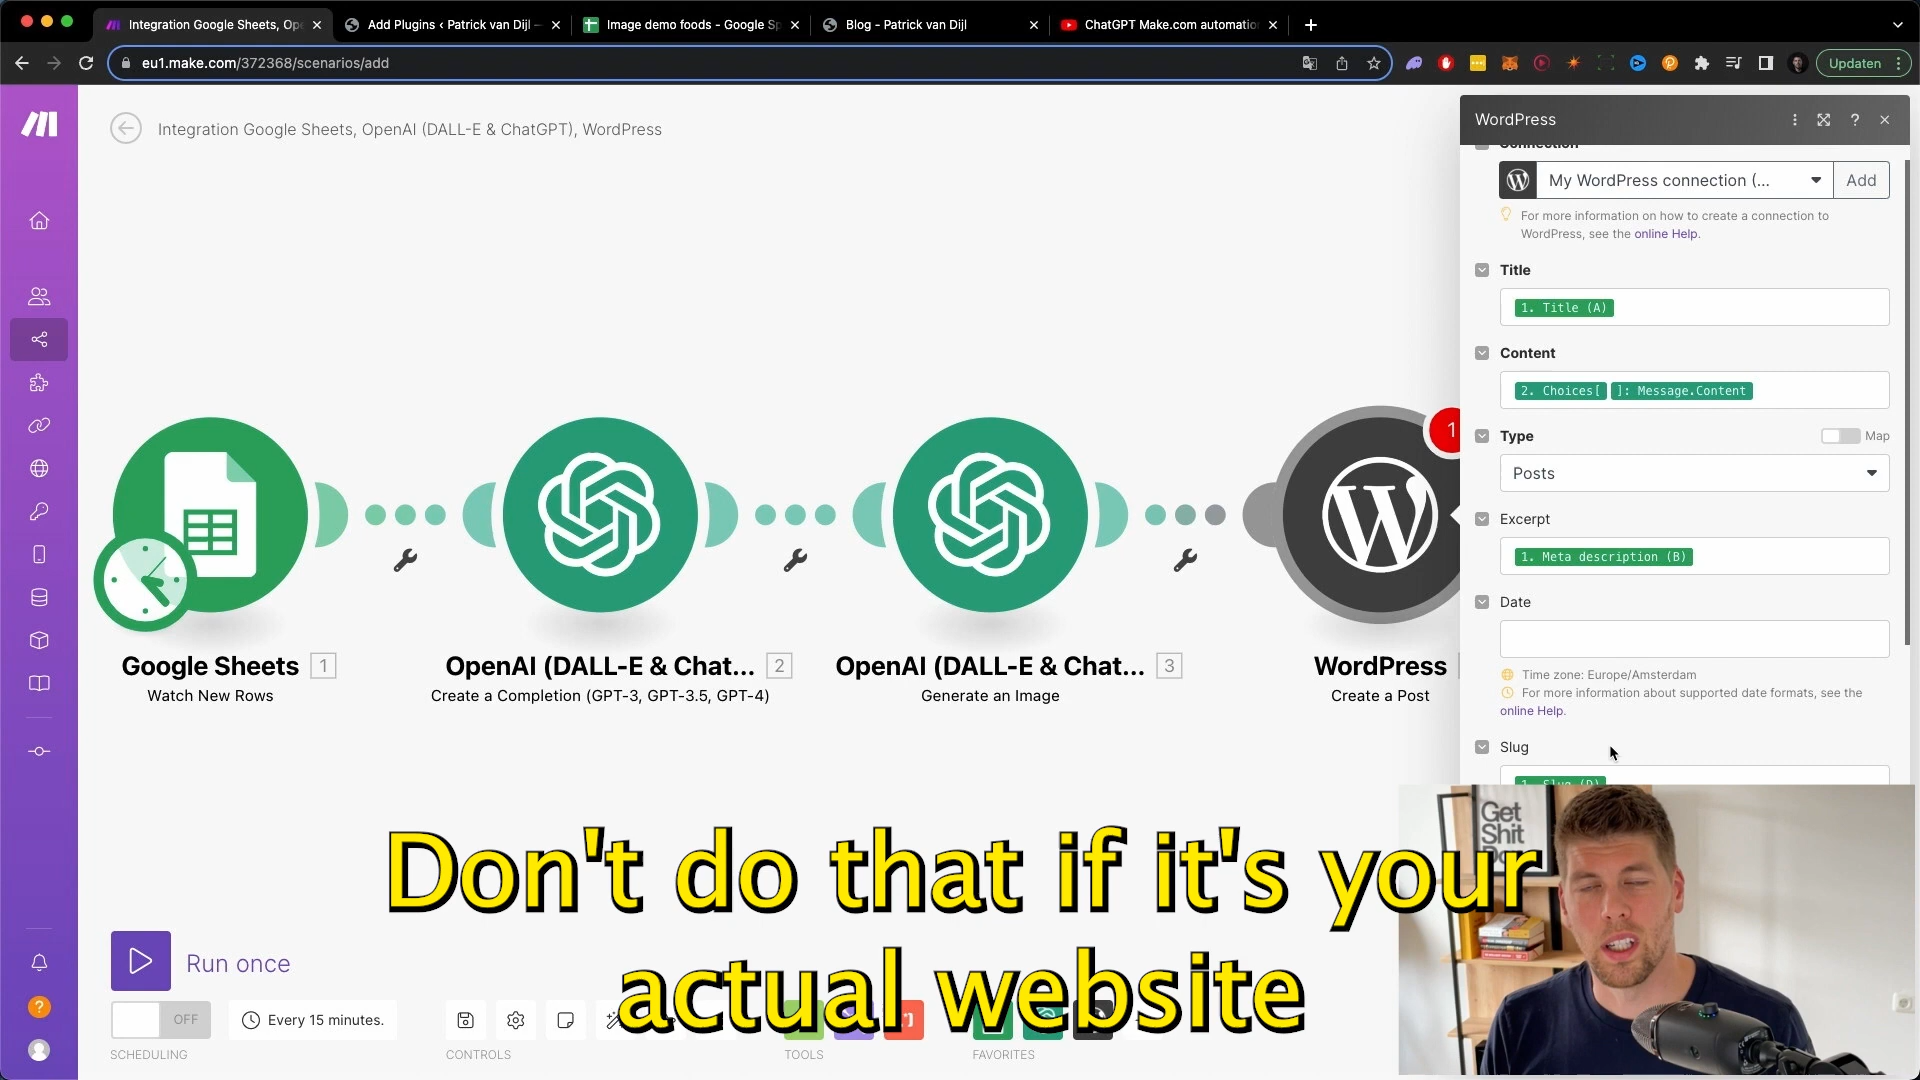 Integration Google Sheets, Ope
Add Plugins ‹ Patrick van Dijl —
Image demo foods - Google Sp
Blog - Patrick van Dijl
ChatGPT Make.com automatio
eu1.make.com/372368/scenarios/add
Updaten
Integration Google Sheets, OpenAI (DALL-E & ChatGPT), WordPress
WordPress
?
Connection
My WordPress connection (...
Add
For more information on how to create a connection to
WordPress, see the online Help.
Title
1. Title (A)
Content
2. Choices[ ]: Message.Content
Type
Map
Posts
Excerpt
1. Meta description (B)
Date
Time zone: Europe/Amsterdam
For more information about supported date formats, see the
online Help.
Slug
1. Slug (D)
1
Google Sheets 1
Watch New Rows
OpenAI (DALL-E & Chat... 2
Create a Completion (GPT-3, GPT-3.5, GPT-4)
OpenAI (DALL-E & Chat... 3
Generate an Image
WordPress
Create a Post
Get
Shit
Don't do that if it's your
actual website
Run once
OFF
Every 15 minutes.
SCHEDULING
CONTROLS
TOOLS
FAVORITES
?